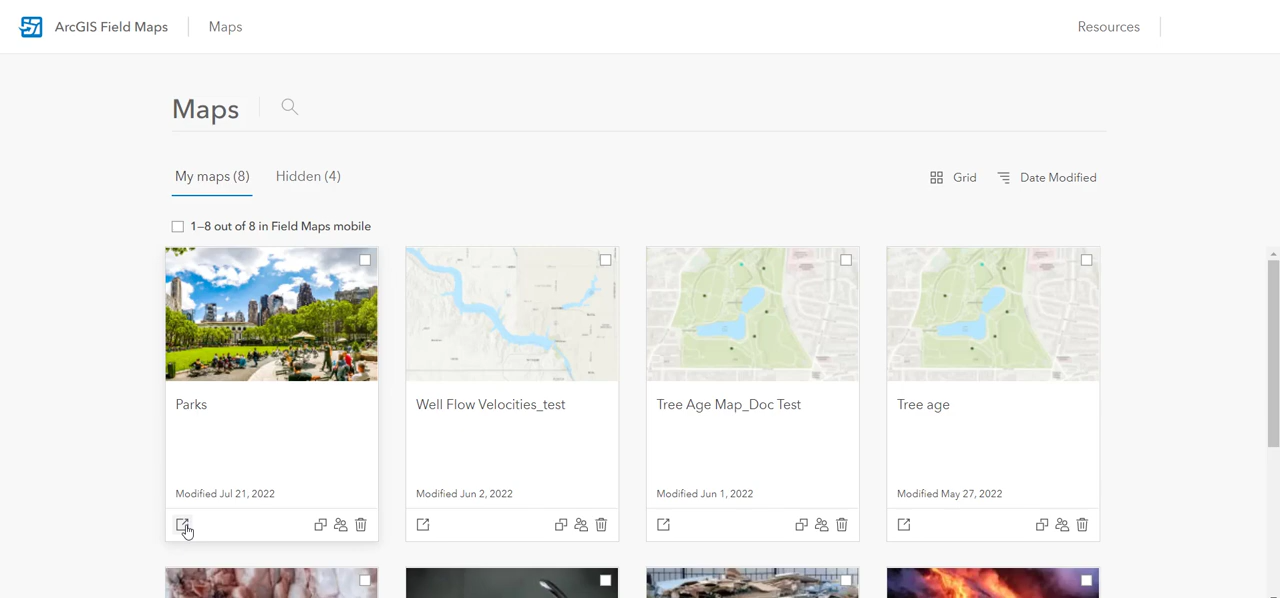 ArcGIS Field Maps
Maps
Resources
Maps
My maps (8)
Hidden (4)
Grid
Date Modified
1–8 out of 8 in Field Maps mobile
Parks
Well Flow Velocities_test
Tree Age Map_Doc Test
Tree age
Modified Jul 21, 2022
Modified Jun 2, 2022
Modified Jun 1, 2022
Modified May 27, 2022